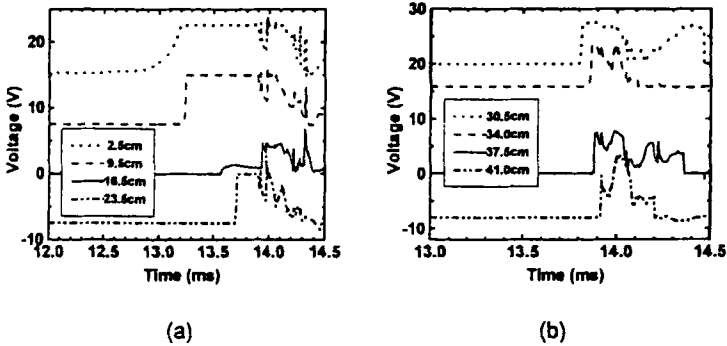 Voltage (V)
20
10
0
-10
2.5cm
9.5cm
16.5cm
23.5cm
12.0 12.5 13.0 13.5 14.0 14.5
Time (ms)
(a)
Voltage (V)
30
20
10
0
-10
30.5cm
34.0cm
37.5cm
41.0cm
13.0 13.5 14.0 14.5
Time (ms)
(b)